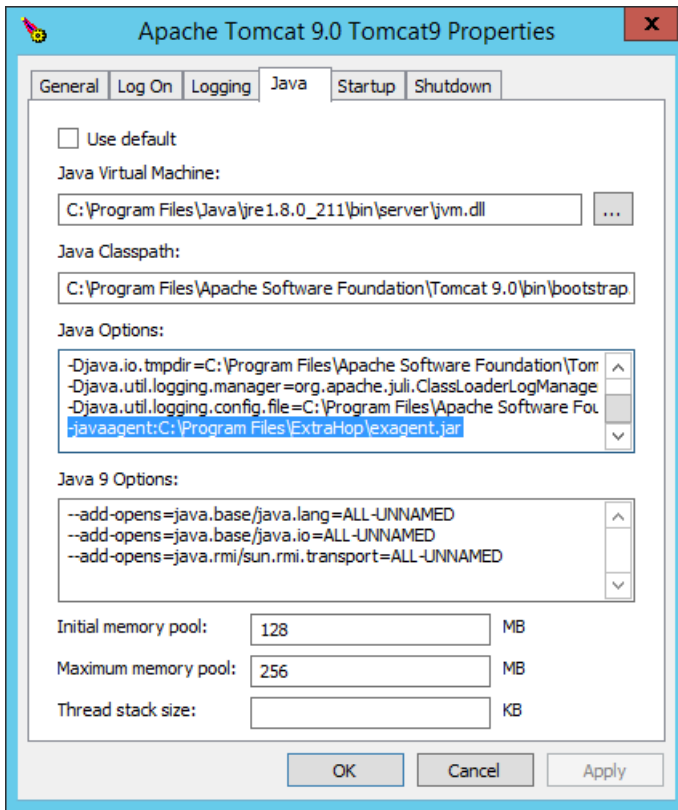 Apache Tomcat 9.0 Tomcat9 Properties
x
General Log On Logging Java Startup Shutdown
Use default
Java Virtual Machine:
C:\Program Files\Java\jre1.8.0_211\bin\server\jvm.dll
...
Java Classpath:
C:\Program Files\Apache Software Foundation\Tomcat 9.0\bin\bootstrap
Java Options:
-Djava.io.tmpdir=C:\Program Files\Apache Software Foundation\Tom
-Djava.util.logging.manager=org.apache.juli.ClassLoaderLogManage
-Djava.util.logging.config.file=C:\Program Files\Apache Software Fou
-javaagent:C:\Program Files\ExtraHop\exagent.jar
Java 9 Options:
--add-opens=java.base/java.lang=ALL-UNNAMED
--add-opens=java.base/java.io=ALL-UNNAMED
--add-opens=java.rmi/sun.rmi.transport=ALL-UNNAMED
Initial memory pool: 128 MB
Maximum memory pool: 256 MB
Thread stack size: KB
OK Cancel Apply